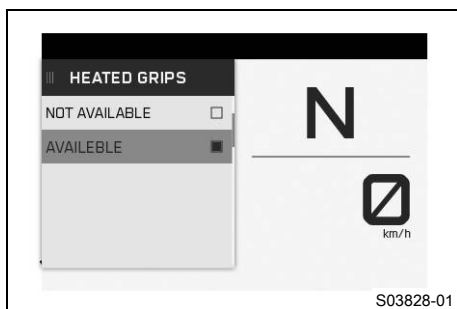 HEATED GRIPS
NOT AVAILABLE
AVAILEBLE
N
0
km/h
S03828-01